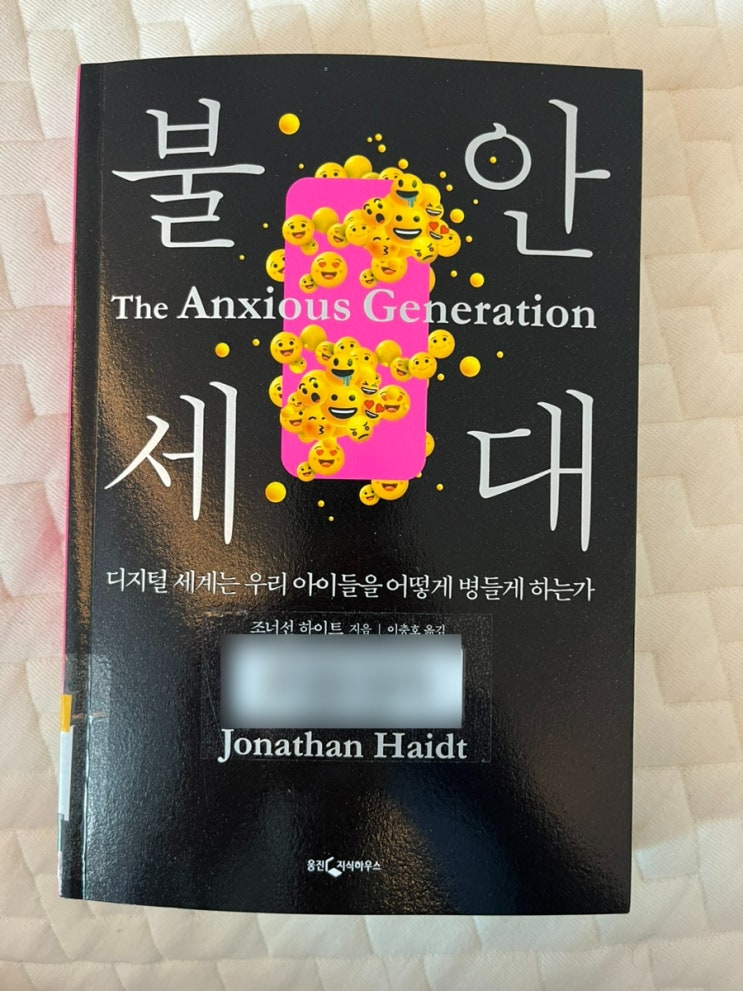 불안
The Anxious Generation
세대
디지털 세계는 우리 아이들을 어떻게 병들게 하는가
조너선 하이트 지음 | 이충호 옮김
Jonathan Haidt
웅진 지식하우스